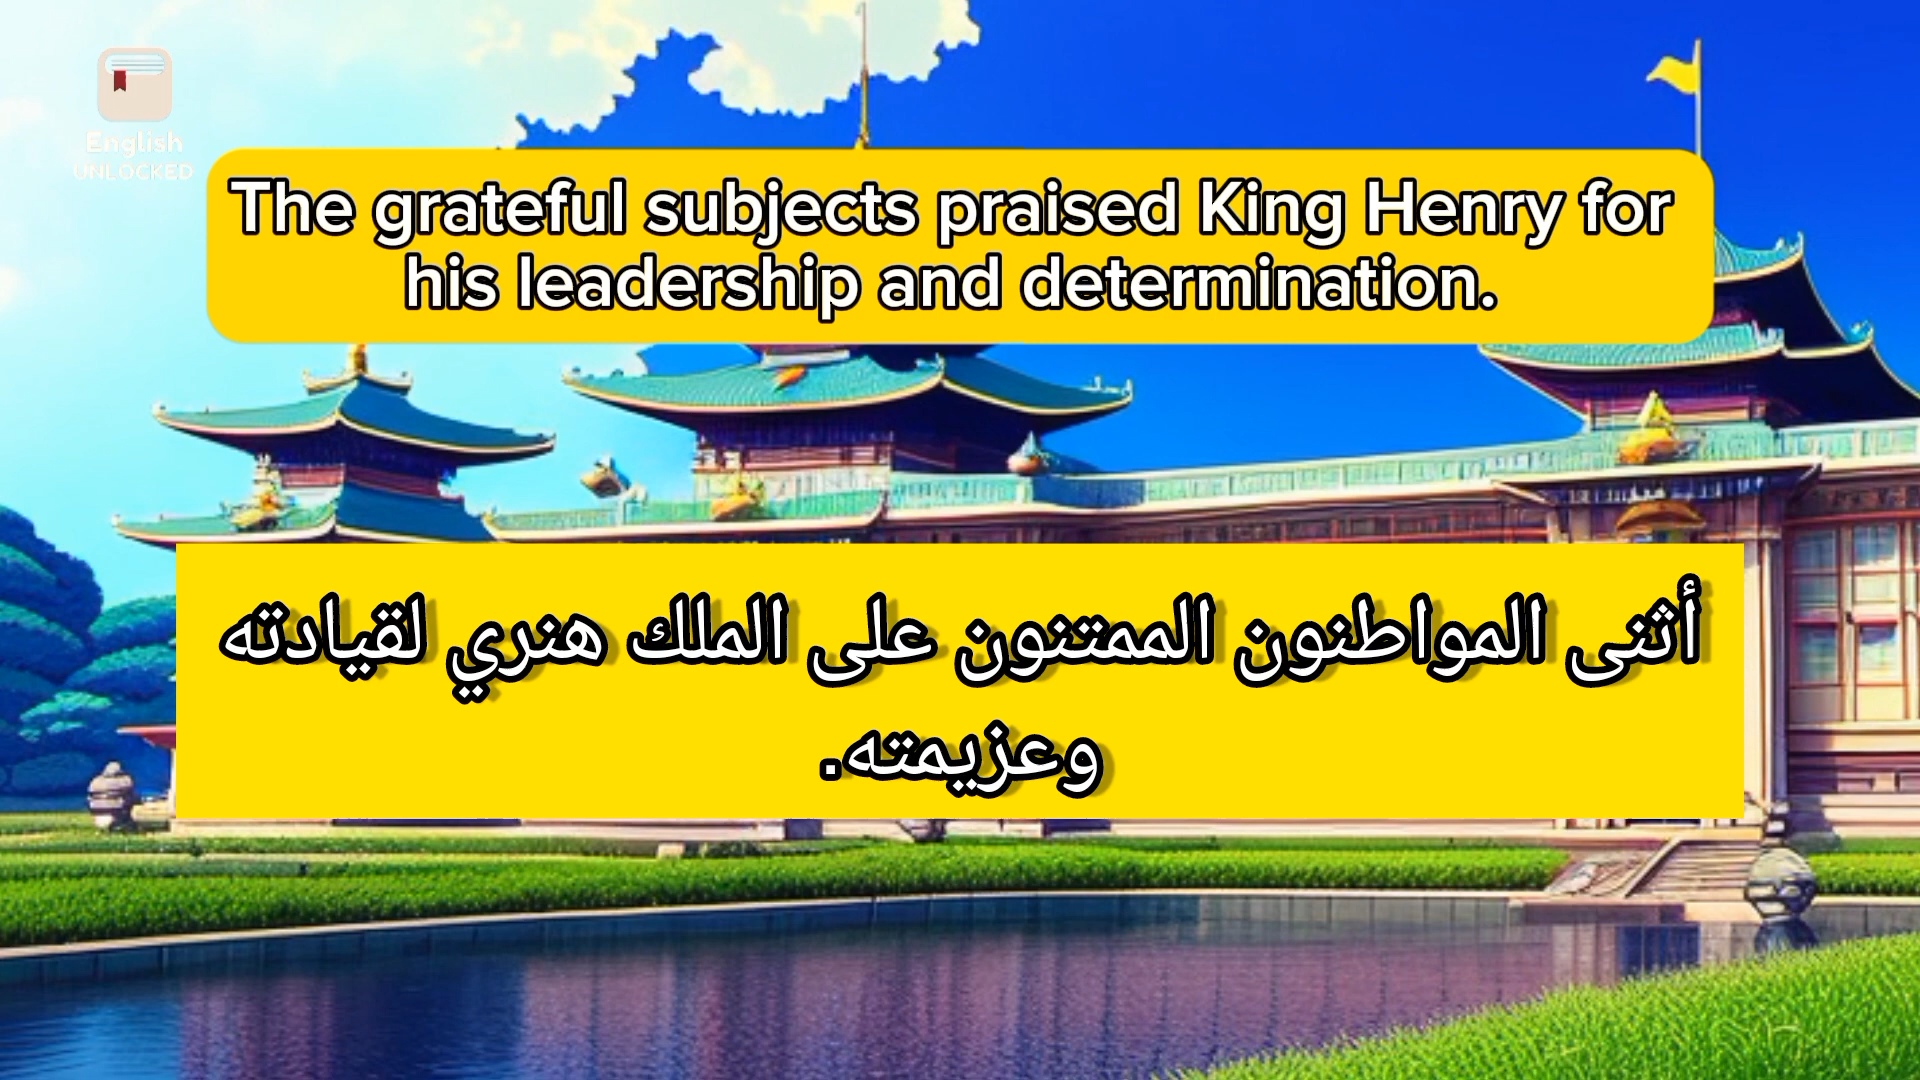 English
UNLOCKED
The grateful subjects praised King Henry for
his leadership and determination.
أثنى المواطنون الممتنون على الملك هنري لقيادته
وعزيمته.